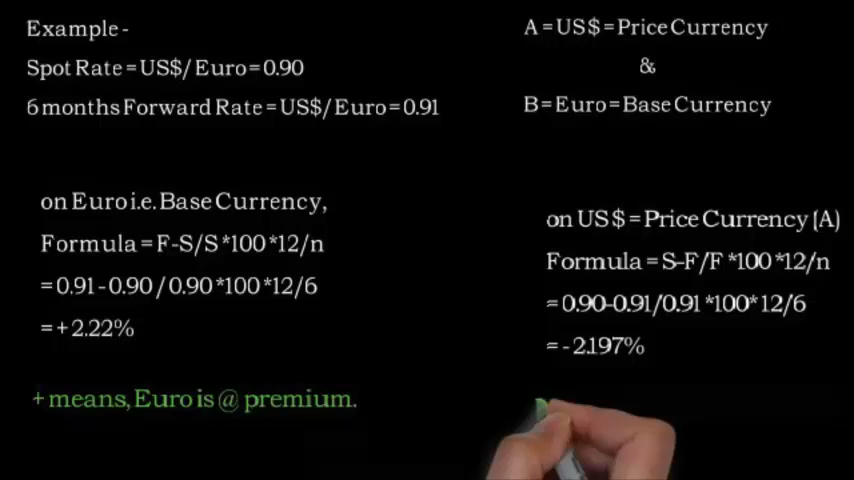 Example-
Spot Rate=US$/Euro=0.90
6 months Forward Rate=US$/Euro=0.91
A=US$=Price Currency
&
B=Euro=Base Currency
on Euro i.e. Base Currency,
Formula=F-S/S*100*12/n
=0.91-0.90/0.90*100*12/6
=+2.22%
+ means, Euro is @ premium.
on US$=Price Currency (A)
Formula=S-F/F*100*12/n
=0.90-0.91/0.91*100*12/6
=-2.197%